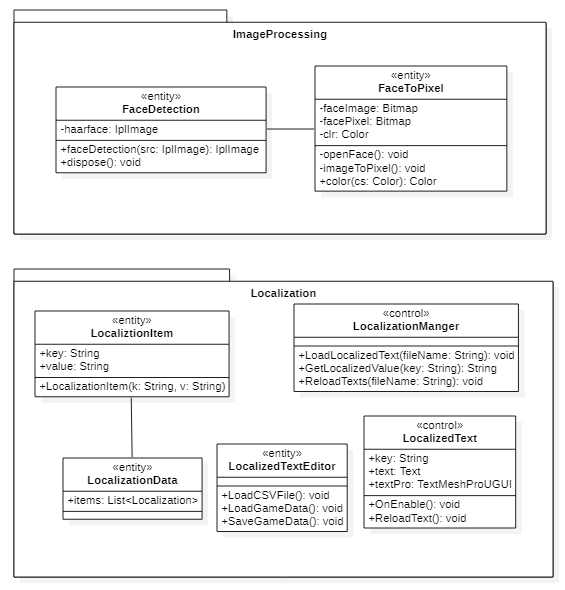 ImageProcessing
«entity»
FaceDetection
-haarface: IplImage
+faceDetection(src: IplImage): IplImage
+dispose(): void
«entity»
FaceToPixel
-faceImage: Bitmap
-facePixel: Bitmap
-clr: Color
-openFace(): void
-imageToPixel(): void
+color(cs: Color): Color
Localization
«entity»
LocaliztionItem
+key: String
+value: String
+LocalizationItem(k: String, v: String)
«control»
LocalizationManger
+LoadLocalizedText(fileName: String): void
+GetLocalizedValue(key: String): String
+ReloadTexts(fileName: String): void
«entity»
LocalizationData
+items: List<Localization>
«entity»
LocalizedTextEditor
+LoadCSVFile(): void
+LoadGameData(): void
+SaveGameData(): void
«control»
LocalizedText
+key: String
+text: Text
+textPro: TextMeshProUGUI
+OnEnable(): void
+ReloadText(): void